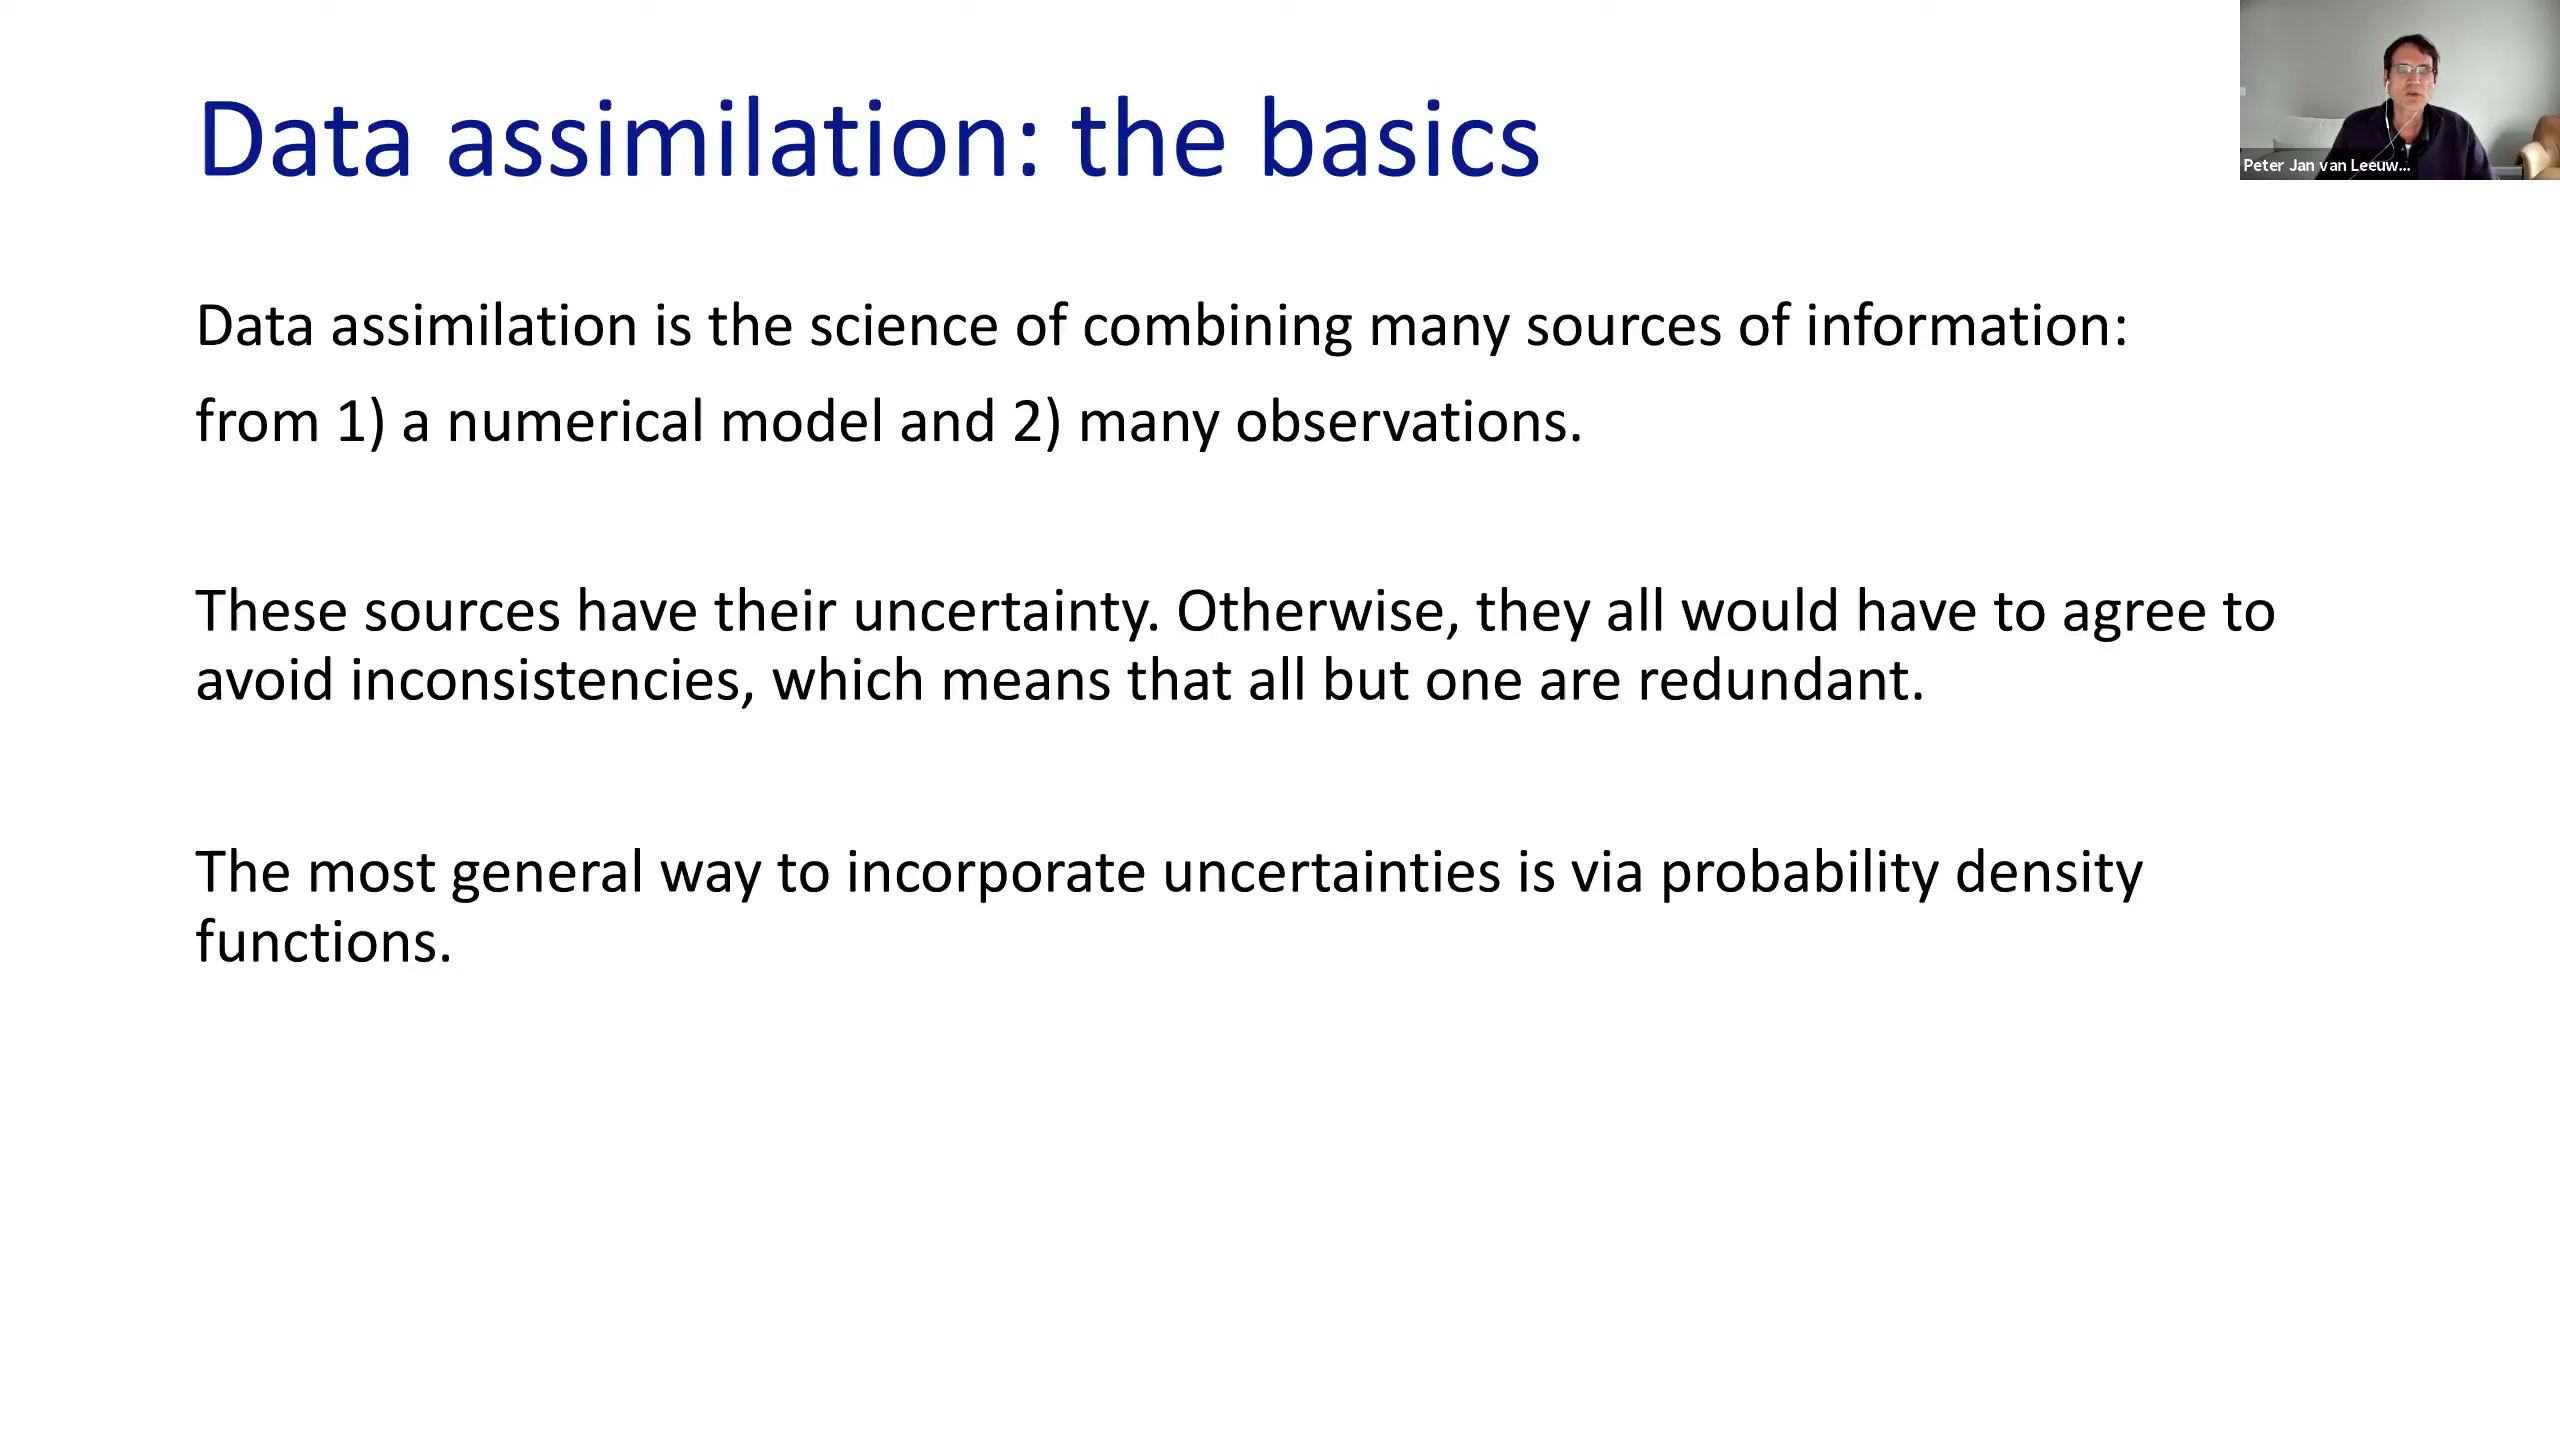 Data assimilation: the basics
Peter Jan van Leeuw...
Data assimilation is the science of combining many sources of information:
from 1) a numerical model and 2) many observations.
These sources have their uncertainty. Otherwise, they all would have to agree to
avoid inconsistencies, which means that all but one are redundant.
The most general way to incorporate uncertainties is via probability density
functions.